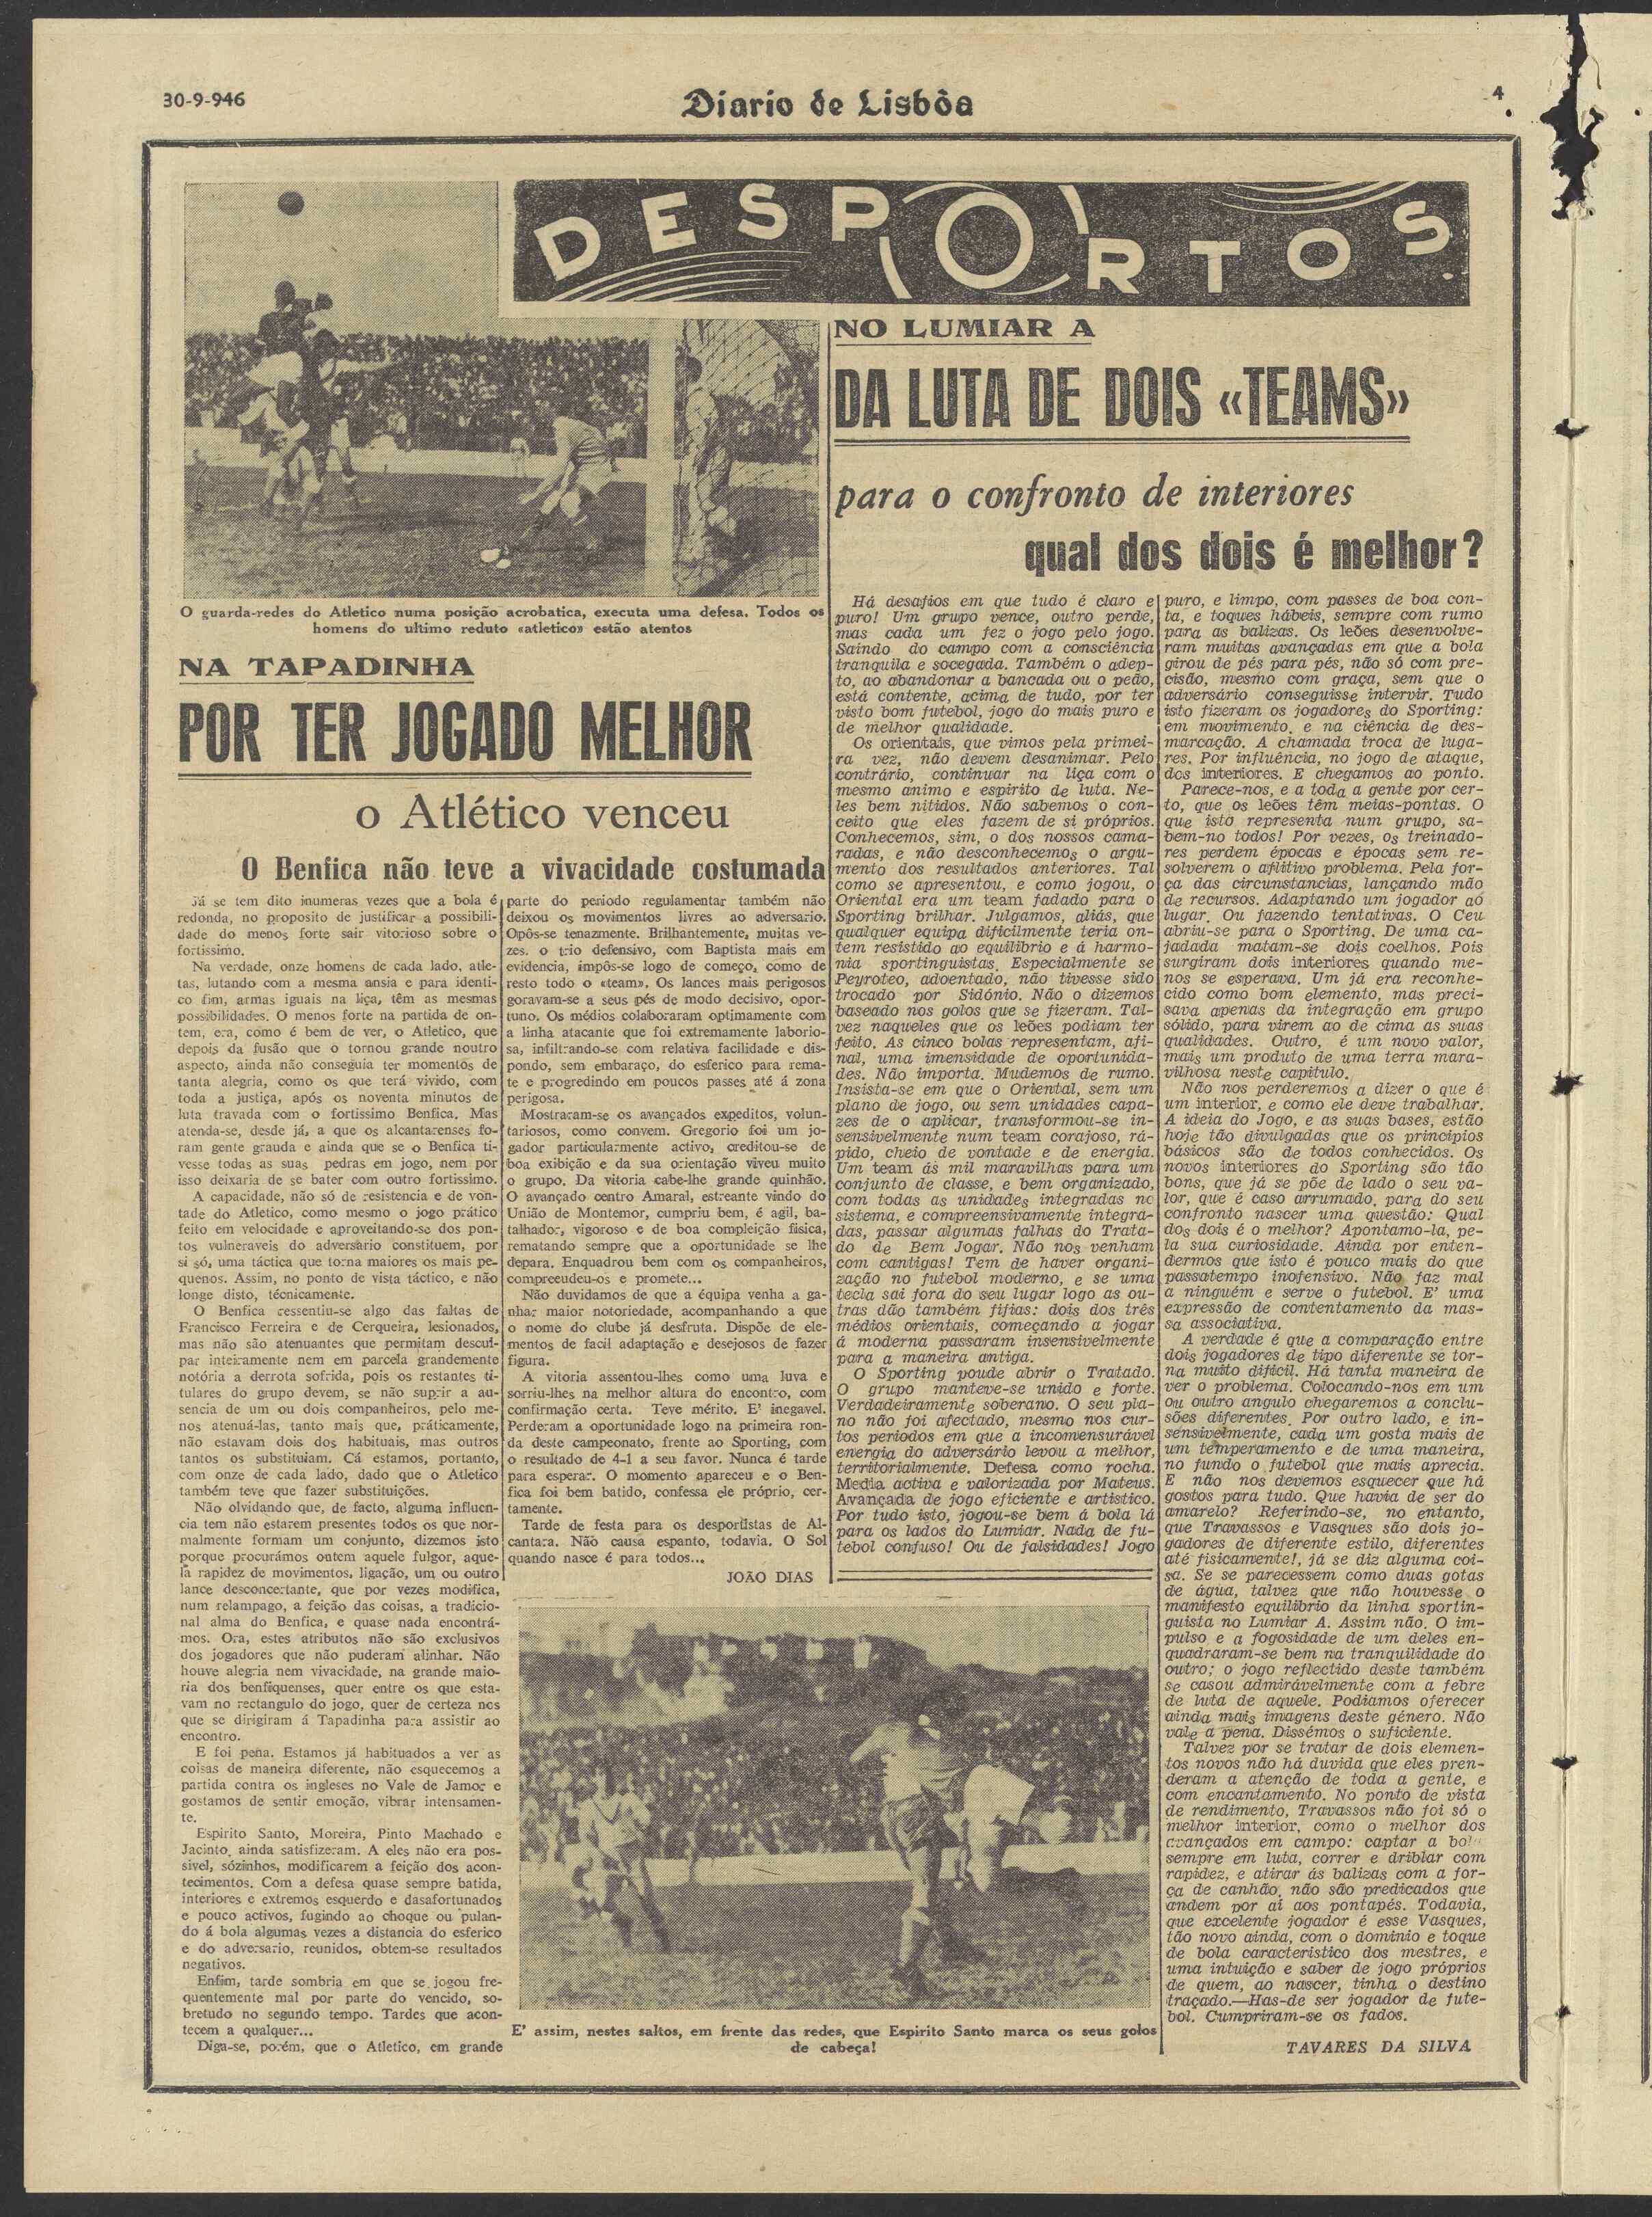 30-9-946
Diario de Lisbôa
4
DESPORTOS
O guarda-redes do Atletico numa posição acrobatica, executa uma defesa. Todos os
homens do ultimo reduto «atletico» estão atentos
NA TAPADINHA
POR TER JOGADO MELHOR
o Atlético venceu
O Benfica não teve a vivacidade costumada
Já se tem dito inumeras vezes que a bola é
redonda, no proposito de justificar a possibili-
dade do menos forte sair vitorioso sobre o
fortissimo.
Na verdade, onze homens de cada lado, atle-
tas, lutando com a mesma ansia e para identi-
co fim, armas iguais na liça, têm as mesmas
possibilidades. O menos forte na partida de on-
tem, era, como é bem de ver, o Atletico, que
depois da fusão que o tornou grande noutro
aspecto, ainda não conseguia ter momentos de
tanta alegria, como os que terá vivido, com
toda a justiça, após os noventa minutos de
luta travada com o fortissimo Benfica. Mas
atenda-se, desde já, a que os alcantarenses fo-
ram gente grauda e ainda que se o Benfica ti-
vesse todas as suas pedras em jogo, nem por
isso deixaria de se bater com outro fortissimo.
A capacidade, não só de resistencia e de von-
tade do Atletico, como mesmo o jogo prático
feito em velocidade e aproveitando-se dos pon-
tos vulneraveis do adversário constituem, por
si só, uma táctica que torna maiores os mais pe-
quenos. Assim, no ponto de vista táctico, e não
longe disto, técnicamente.
O Benfica ressentiu-se algo das faltas de
Francisco Ferreira e de Cerqueira, lesionados,
mas não são atenuantes que permitam descul-
par inteiramente nem em parcela grandemente
notória a derrota sofrida, pois os restantes ti-
tulares do grupo devem, se não suprir a au-
sencia de um ou dois companheiros, pelo me-
nos atenuá-las, tanto mais que, práticamente,
não estavam dois dos habituais, mas outros
tantos os substituiam. Cá estamos, portanto,
com onze de cada lado, dado que o Atletico
também teve que fazer substituições.
Não olvidando que, de facto, alguma influen-
cia tem não estarem presentes todos os que nor-
malmente formam um conjunto, dizemos isto
porque procurámos ontem aquele fulgor, aque-
la rapidez de movimentos, ligação, um ou outro
lance desconcertante, que por vezes modifica,
num relampago, a feição das coisas, a tradicio-
nal alma do Benfica, e quase nada encontrá-
mos. Ora, estes atributos não são exclusivos
dos jogadores que não puderam alinhar. Não
houve alegria nem vivacidade, na grande maio-
ria dos benfiquenses, quer entre os que esta-
vam no rectangulo do jogo, quer de certeza nos
que se dirigiram á Tapadinha para assistir ao
encontro.
E foi pena. Estamos já habituados a ver as
coisas de maneira diferente, não esquecemos a
partida contra os ingleses no Vale de Jamor e
gostamos de sentir emoção, vibrar intensamen-
te.
Espirito Santo, Moreira, Pinto Machado e
Jacinto, ainda satisfizeram. A eles não era pos-
sivel, sózinhos, modificarem a feição dos acon-
tecimentos. Com a defesa quase sempre batida,
interiores e extremos esquerdo e dasafortunados
e pouco activos, fugindo ao choque ou pulan-
do á bola algumas vezes a distancia do esferico
e do adversario, reunidos, obtem-se resultados
negativos.
Enfim, tarde sombria em que se jogou fre-
quentemente mal por parte do vencido, so-
bretudo no segundo tempo. Tardes que acon-
tecem a qualquer...
Diga-se, porém, que o Atletico, em grande
parte do periodo regulamentar também não
deixou os movimentos livres ao adversario.
Opôs-se tenazmente. Brilhantemente, muitas ve-
zes, o trio defensivo, com Baptista mais em
evidencia, impôs-se logo de começo, como de
resto todo o «team». Os lances mais perigosos
goravam-se a seus pés de modo decisivo, opor-
tuno. Os médios colaboraram optimamente com
a linha atacante que foi extremamente laborio-
sa, infiltrando-se com relativa facilidade e dis-
pondo, sem embaraço, do esferico para rema-
te e progredindo em poucos passes até á zona
perigosa.
Mostraram-se os avançados expeditos, volun-
tariosos, como convem. Gregorio foi um jo-
gador particularmente activo, creditou-se de
boa exibição e da sua orientação viveu muito
o grupo. Da vitoria cabe-lhe grande quinhão.
O avançado centro Amaral, estreante vindo do
União de Montemor, cumpriu bem, é agil, ba-
talhador, vigoroso e de boa compleição fisica,
rematando sempre que a oportunidade se lhe
depara. Enquadrou bem com os companheiros,
compreeudeu-os e promete...
Não duvidamos de que a équipa venha a ga-
nhar maior notoriedade, acompanhando a que
o nome do clube já desfruta. Dispõe de ele-
mentos de facil adaptação e desejosos de fazer
figura.
A vitoria assentou-lhes como uma luva e
sorriu-lhes na melhor altura do encontro, com
confirmação certa. Teve mérito. E' inegavel.
Perderam a oportunidade logo na primeira ron-
da deste campeonato, frente ao Sporting, com
o resultado de 4-1 a seu favor. Nunca é tarde
para esperar. O momento apareceu e o Ben-
fica foi bem batido, confessa ele próprio, cer-
tamente.
Tarde de festa para os desportistas de Al-
cantara. Não causa espanto, todavia. O Sol
quando nasce é para todos...
JOÃO DIAS
E' assim, nestes saltos, em frente das redes, que Espirito Santo marca os seus golos
de cabeça!
NO LUMIAR A
DA LUTA DE DOIS «TEAMS»
para o confronto de interiores
qual dos dois é melhor?
Há desafios em que tudo é claro e
puro! Um grupo vence, outro perde,
mas cada um fez o jogo pelo jogo.
Saindo do campo com a consciência
tranquila e socegada. Também o adep-
to, ao abandonar a bancada ou o peão,
está contente, acima de tudo, por ter
visto bom futebol, jogo do mais puro e
de melhor qualidade.
Os orientais, que vimos pela primei-
ra vez, não devem desanimar. Pelo
contrário, continuar na liça com o
mesmo animo e espirito de luta. Ne-
les bem nitidos. Não sabemos o con-
ceito que eles fazem de si próprios.
Conhecemos, sim, o dos nossos cama-
radas, e não desconhecemos o argu-
mento dos resultados anteriores. Tal
como se apresentou, e como jogou, o
Oriental era um team fadado para o
Sporting brilhar. Julgamos, aliás, que
qualquer equipa dificilmente teria on-
tem resistido ao equilibrio e á harmo-
nia sportinguista. Especialmente se
Peyroteo, adoentado, não tivesse sido
trocado por Sidónio. Não o dizemos
baseado nos golos que se fizeram. Tal-
vez naqueles que os leões podiam ter
feito. As cinco bolas representam, afi-
nal, uma imensidade de oportunida-
des. Não importa. Mudemos de rumo.
Insista-se em que o Oriental, sem um
plano de jogo, ou sem unidades capa-
zes de o aplicar, transformou-se in-
sensivelmente num team corajoso, rá-
pido, cheio de vontade e de energia.
Um team ás mil maravilhas para um
conjunto de classe, e bem organizado,
com todas as unidades integradas no
sistema, e compreensivamente integra-
das, passar algumas falhas do Trata-
do de Bem Jogar. Não nos venham
com cantigas! Tem de haver organi-
zação no futebol moderno, e se uma
tecla sai fora do seu lugar logo as ou-
tras dão também fifias: dois dos três
médios orientais, começando a jogar
á moderna passaram insensivelmente
para a maneira antiga.
O Sporting poude abrir o Tratado.
O grupo manteve-se unido e forte.
Verdadeiramente soberano. O seu pla-
no não foi afectado, mesmo nos cur-
tos periodos em que a incomensurável
energia do adversário levou a melhor,
territorialmente. Defesa como rocha.
Media activa e valorizada por Mateus.
Avançada de jogo eficiente e artistico.
Por tudo isto, jogou-se bem á bola lá
para os lados do Lumiar. Nada de fu-
tebol confuso! Ou de falsidades! Jogo
puro, e limpo, com passes de boa con-
ta, e toques hábeis, sempre com rumo
para as balizas. Os leões desenvolve-
ram muitas avançadas em que a bola
girou de pés para pés, não só com pre-
cisão, mesmo com graça, sem que o
adversário conseguisse intervir. Tudo
isto fizeram os jogadores do Sporting:
em movimento, e na ciência de des-
marcação. A chamada troca de luga-
res. Por influência, no jogo de ataque,
dos interiores. E chegamos ao ponto.
Parece-nos, e a toda a gente por cer-
to, que os leões têm meias-pontas. O
que isto representa num grupo, sa-
bem-no todos! Por vezes, os treinado-
res perdem épocas e épocas sem re-
solverem o aflitivo problema. Pela for-
ça das circunstancias, lançando mão
de recursos. Adaptando um jogador ao
lugar. Ou fazendo tentativas. O Ceu
abriu-se para o Sporting. De uma ca-
jadada matam-se dois coelhos. Pois
surgiram dois interiores quando me-
nos se esperava. Um já era reconhe-
cido como bom elemento, mas preci-
sava apenas da integração em grupo
sólido, para virem ao de cima as suas
qualidades. Outro, é um novo valor,
mais um produto de uma terra mara-
vilhosa neste capitulo.
Não nos perderemos a dizer o que é
um interior, e como ele deve trabalhar.
A ideia do Jogo, e as suas bases, estão
hoje tão divulgadas que os principios
básicos são de todos conhecidos. Os
novos interiores do Sporting são tão
bons, que já se põe de lado o seu va-
lor, que é caso arrumado, para do seu
confronto nascer uma questão: Qual
dos dois é o melhor? Apontamo-la, pe-
la sua curiosidade. Ainda por enten-
dermos que isto é pouco mais do que
passatempo inofensivo. Não faz mal
a ninguém e serve o futebol. E' uma
expressão de contentamento da mas-
sa associativa.
A verdade é que a comparação entre
dois jogadores de tipo diferente se tor-
na muito dificil. Há tanta maneira de
ver o problema. Colocando-nos em um
ou outro angulo chegaremos a conclu-
sões diferentes. Por outro lado, e in-
sensivelmente, cada um gosta mais de
um temperamento e de uma maneira,
no fundo o futebol que mais aprecia.
E não nos devemos esquecer que há
gostos para tudo. Que havia de ser do
amarelo? Referindo-se, no entanto,
que Travassos e Vasques são dois jo-
gadores de diferente estilo, diferentes
até fisicamente!, já se diz alguma coi-
sa. Se se parecessem como duas gotas
de água, talvez que não houvesse o
manifesto equilibrio da linha sportin-
guista no Lumiar A. Assim não. O im-
pulso e a fogosidade de um deles en-
quadraram-se bem na tranquilidade do
outro; o jogo reflectido deste também
se casou admirávelmente com a febre
de luta de aquele. Podiamos oferecer
ainda mais imagens deste género. Não
vale a pena. Dissémos o suficiente.
Talvez por se tratar de dois elemen-
tos novos não há duvida que eles pren-
deram a atenção de toda a gente, e
com encantamento. No ponto de vista
de rendimento, Travassos não foi só o
melhor interior, como o melhor dos
avançados em campo: captar a bola
sempre em luta, correr e driblar com
rapidez, e atirar ás balizas com a for-
ça de canhão, não são predicados que
andem por ai aos pontapés. Todavia,
que excelente jogador é esse Vasques,
tão novo ainda, com o dominio e toque
de bola caracteristico dos mestres, e
uma intuição e saber de jogo próprios
de quem, ao nascer, tinha o destino
traçado.—Has-de ser jogador de fute-
bol. Cumpriram-se os fados.
TAVARES DA SILVA